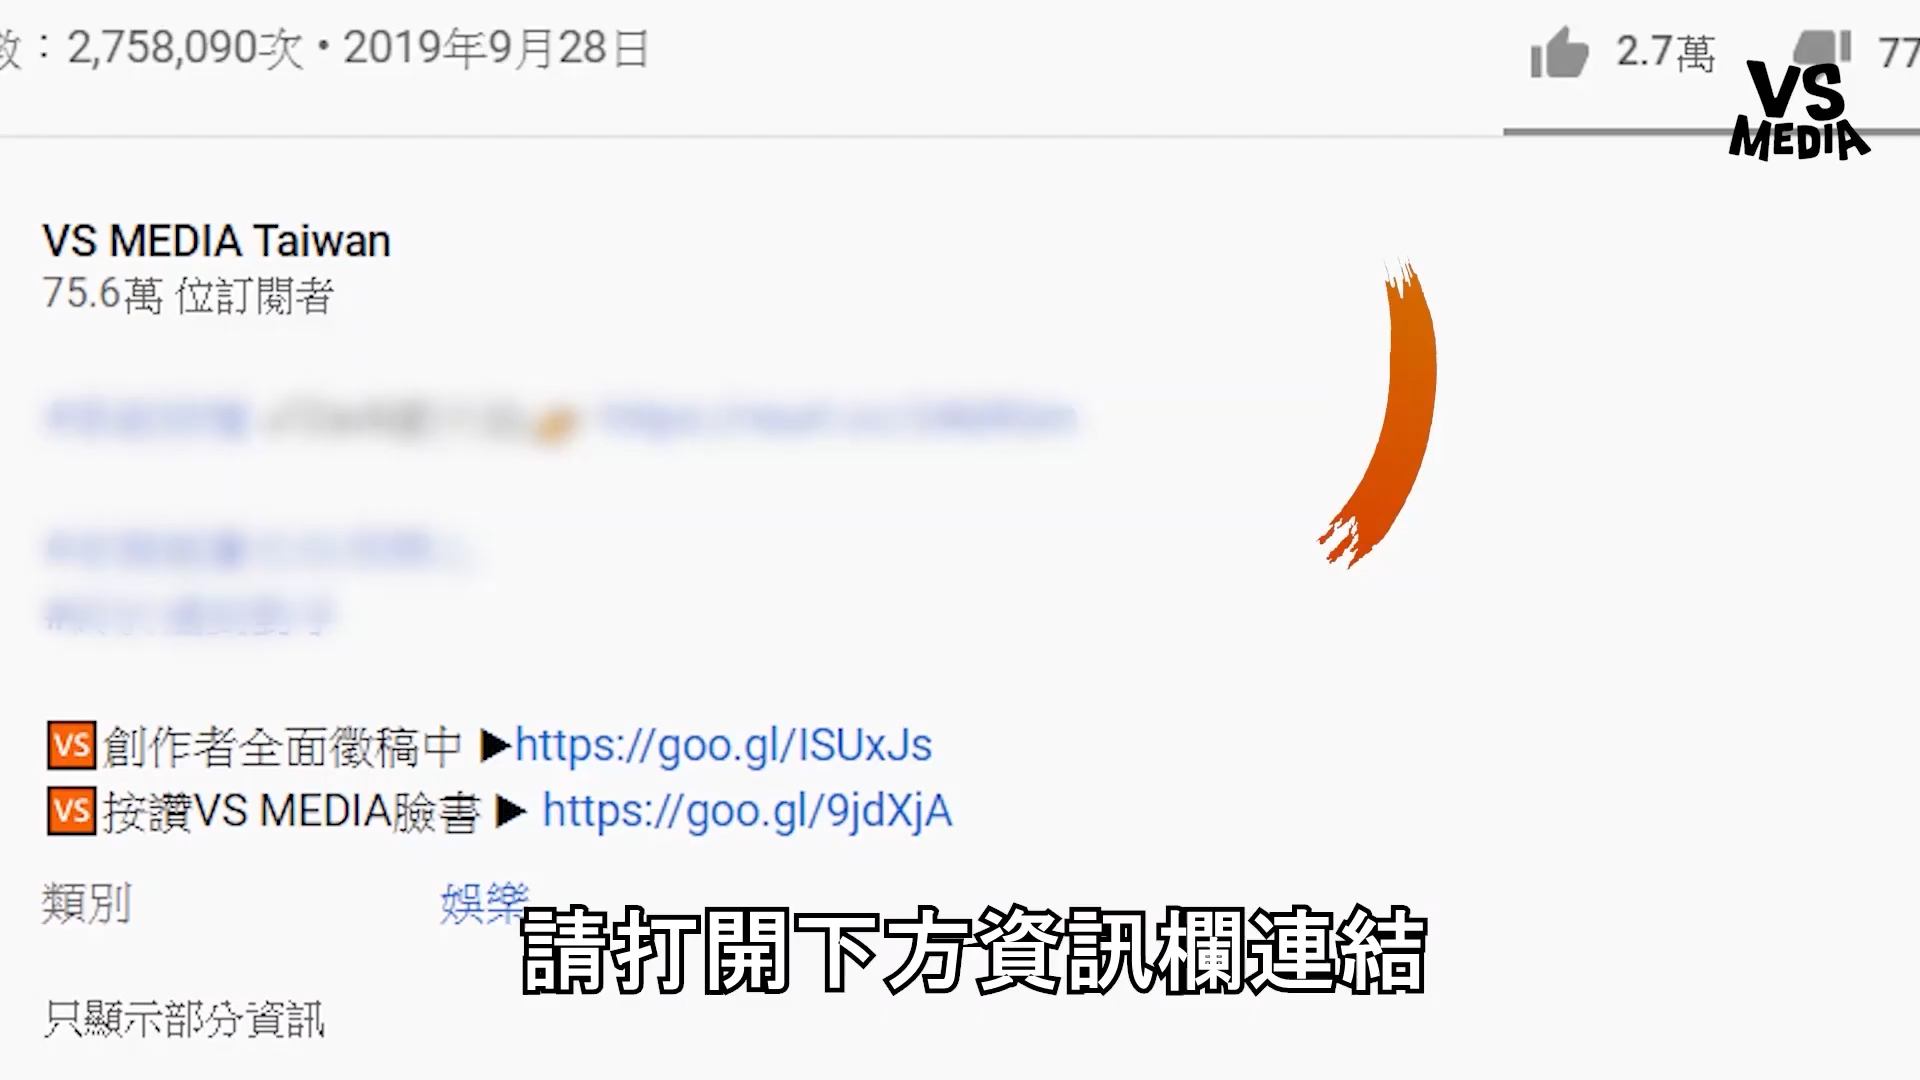 數：2,758,090次 • 2019年9月28日
2.7萬
77
VS
MEDIA
VS MEDIA Taiwan
75.6萬 位訂閱者
VS 創作者全面徵稿中 ▶https://goo.gl/ISUxJs
VS 按讚VS MEDIA臉書 ▶ https://goo.gl/9jdXjA
類別 娛樂
請打開下方資訊欄連結
只顯示部分資訊